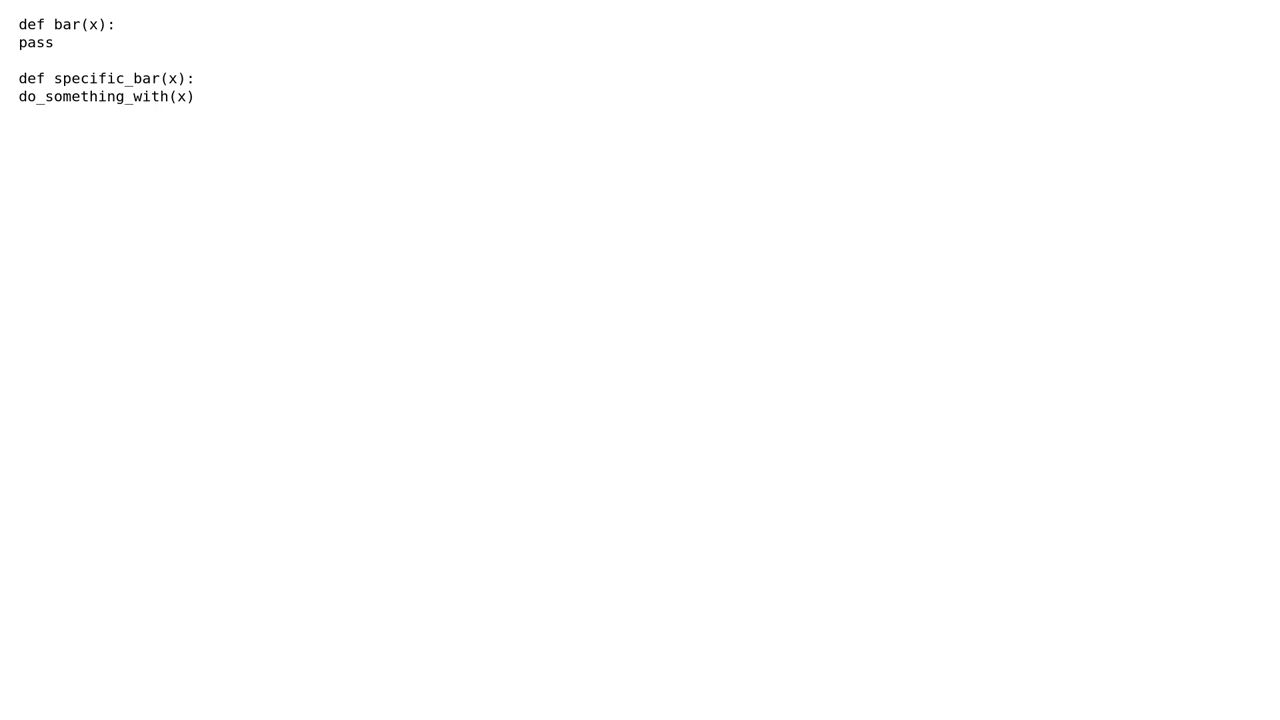 def bar(x):
pass

def specific_bar(x):
do_something_with(x)